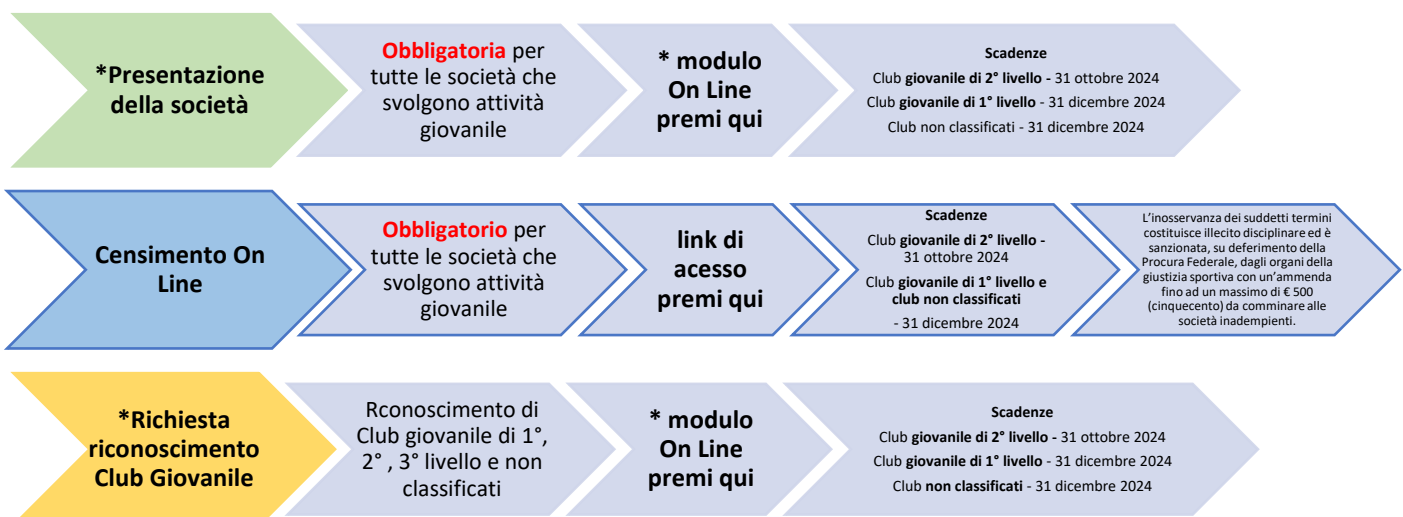 *Presentazione
della società
Obbligatoria per
tutte le società che
svolgono attività
giovanile
* modulo
On Line
premi qui
Scadenze
Club giovanile di 2° livello - 31 ottobre 2024
Club giovanile di 1° livello - 31 dicembre 2024
Club non classificati - 31 dicembre 2024
Censimento On
Line
Obbligatorio per
tutte le società che
svolgono attività
giovanile
link di
acesso
premi qui
Scadenze
Club giovanile di 2° livello -
31 ottobre 2024
Club giovanile di 1° livello e
club non classificati
- 31 dicembre 2024
L'inosservanza dei suddetti termini
costituisce illecito disciplinare ed è
sanzionata, su deferimento della
Procura Federale, dagli organi della
giustizia sportiva con un'ammenda
fino ad un massimo di € 500
(cinquecento) da comminare alle
società inadempienti.
*Richiesta
riconoscimento
Club Giovanile
Rconoscimento di
Club giovanile di 1°,
2° , 3° livello e non
classificati
* modulo
On Line
premi qui
Scadenze
Club giovanile di 2° livello - 31 ottobre 2024
Club giovanile di 1° livello - 31 dicembre 2024
Club non classificati - 31 dicembre 2024